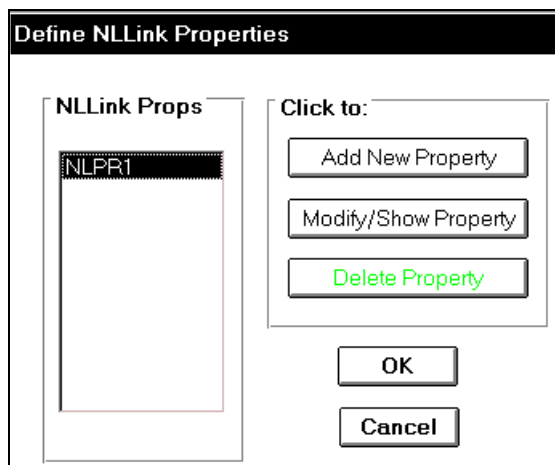 Define NLLink Properties
NLLink Props
NLPR1
Click to:
Add New Property
Modify/Show Property
Delete Property
OK
Cancel